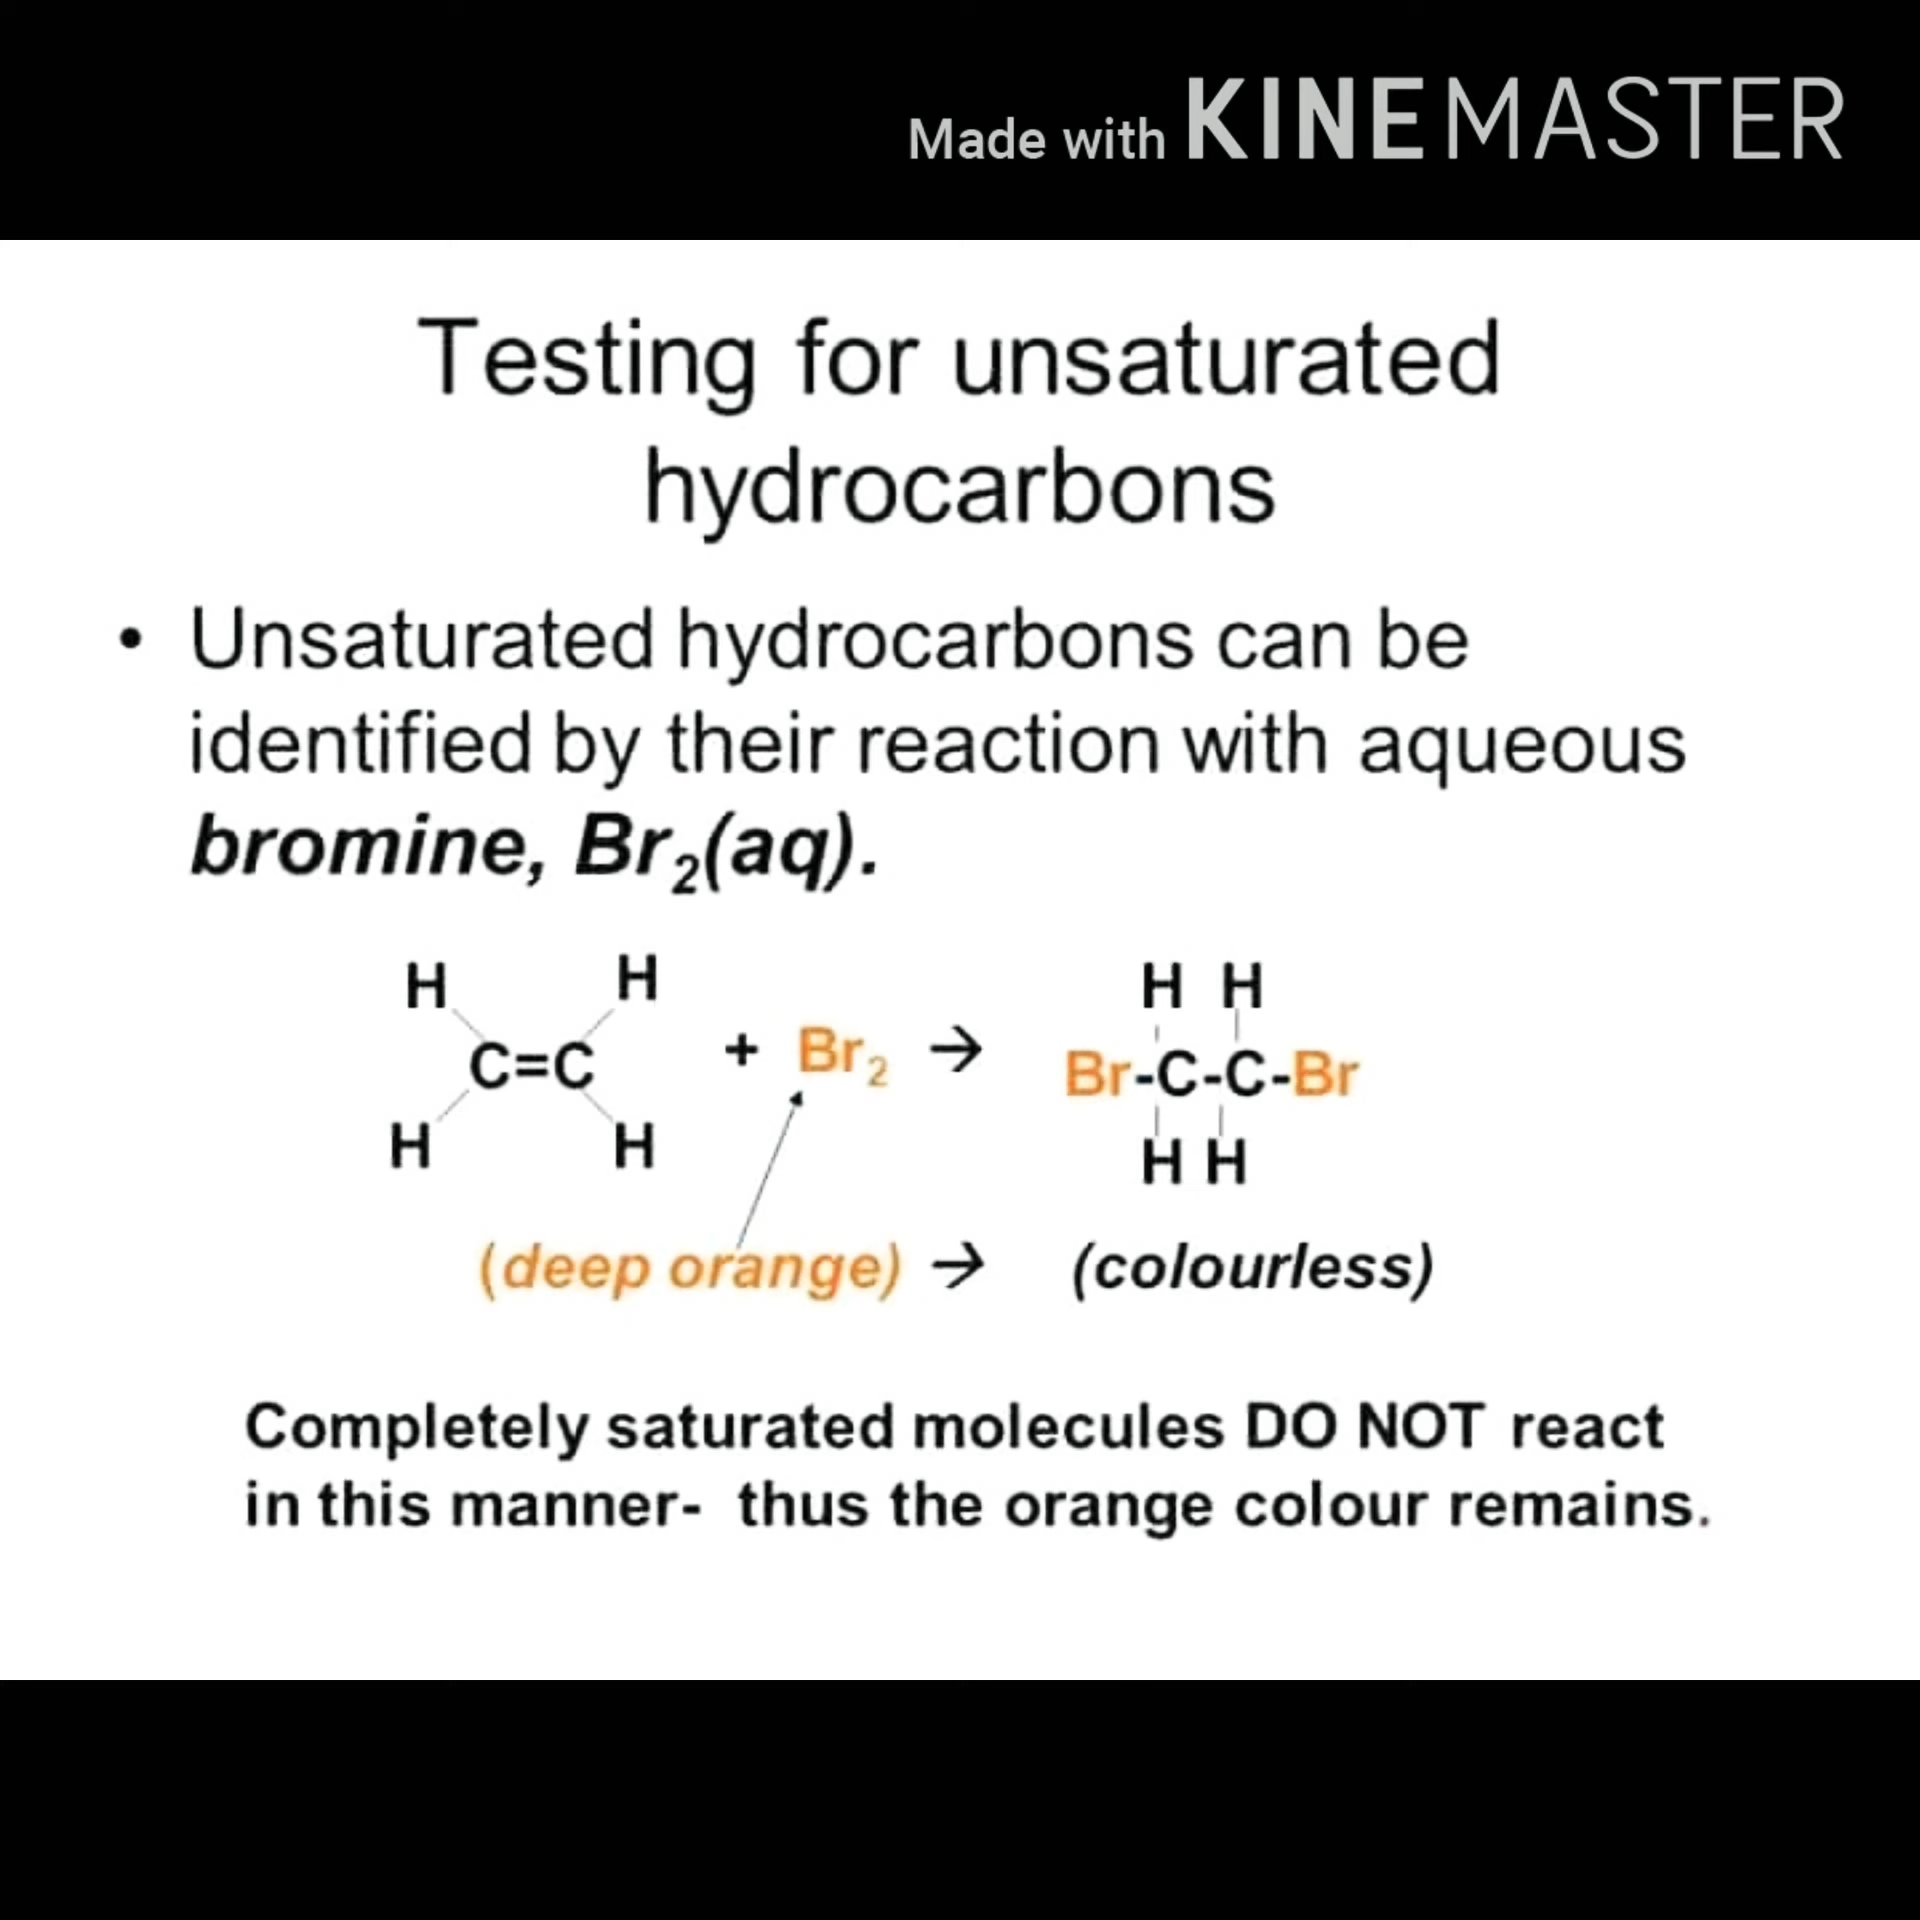 Made with KINEMASTER
Testing for unsaturated
hydrocarbons
• Unsaturated hydrocarbons can be
identified by their reaction with aqueous
bromine, Br₂(aq).
H H H H
C=C + Br₂ → Br-C-C-Br
H H H H
(deep orange) → (colourless)
Completely saturated molecules DO NOT react
in this manner- thus the orange colour remains.